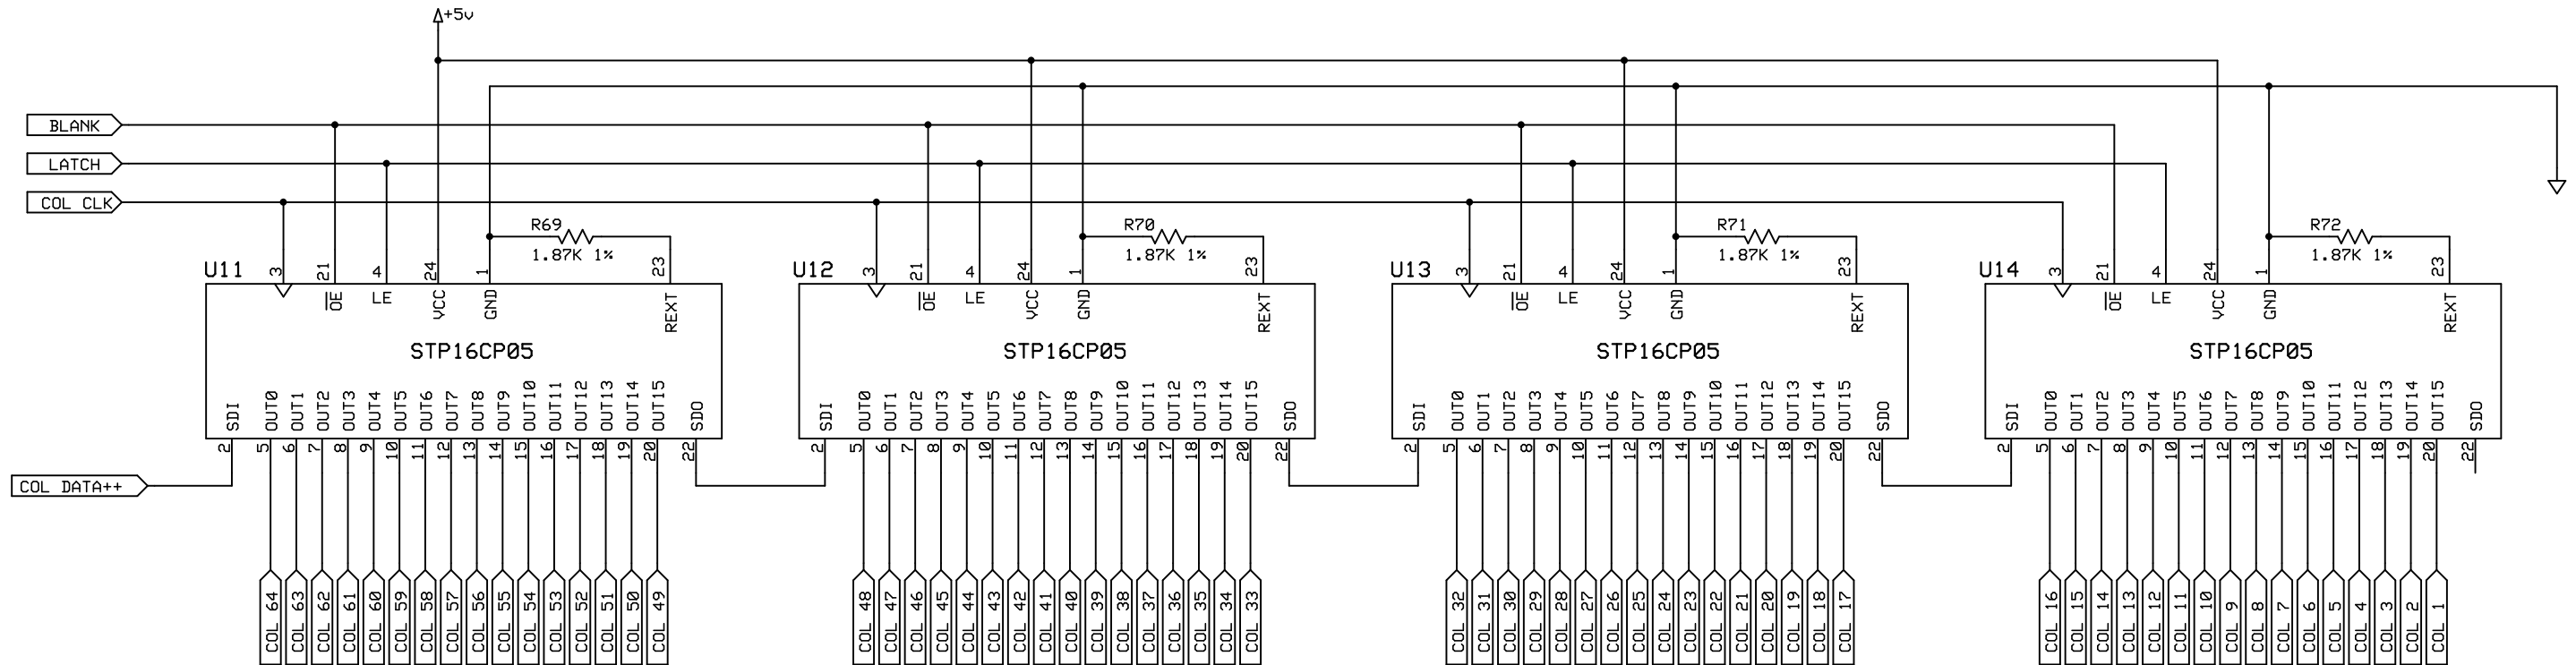 +5v
BLANK
LATCH
COL CLK
R69
1.87K 1%
R70
1.87K 1%
R71
1.87K 1%
R72
1.87K 1%
U11
3 21 4 24 1 23
OE LE VCC GND REXT
STP16CP05
SDI OUT0 OUT1 OUT2 OUT3 OUT4 OUT5 OUT6 OUT7 OUT8 OUT9 OUT10 OUT11 OUT12 OUT13 OUT14 OUT15 SDO
2 5 6 7 8 9 10 11 12 13 14 15 16 17 18 19 20 22
U12
3 21 4 24 1 23
OE LE VCC GND REXT
STP16CP05
SDI OUT0 OUT1 OUT2 OUT3 OUT4 OUT5 OUT6 OUT7 OUT8 OUT9 OUT10 OUT11 OUT12 OUT13 OUT14 OUT15 SDO
2 5 6 7 8 9 10 11 12 13 14 15 16 17 18 19 20 22
U13
3 21 4 24 1 23
OE LE VCC GND REXT
STP16CP05
SDI OUT0 OUT1 OUT2 OUT3 OUT4 OUT5 OUT6 OUT7 OUT8 OUT9 OUT10 OUT11 OUT12 OUT13 OUT14 OUT15 SDO
2 5 6 7 8 9 10 11 12 13 14 15 16 17 18 19 20 22
U14
3 21 4 24 1 23
OE LE VCC GND REXT
STP16CP05
SDI OUT0 OUT1 OUT2 OUT3 OUT4 OUT5 OUT6 OUT7 OUT8 OUT9 OUT10 OUT11 OUT12 OUT13 OUT14 OUT15 SDO
2 5 6 7 8 9 10 11 12 13 14 15 16 17 18 19 20 22
COL DATA++
COL 64
COL 63
COL 62
COL 61
COL 60
COL 59
COL 58
COL 57
COL 56
COL 55
COL 54
COL 53
COL 52
COL 51
COL 50
COL 49
COL 48
COL 47
COL 46
COL 45
COL 44
COL 43
COL 42
COL 41
COL 40
COL 39
COL 38
COL 37
COL 36
COL 35
COL 34
COL 33
COL 32
COL 31
COL 30
COL 29
COL 28
COL 27
COL 26
COL 25
COL 24
COL 23
COL 22
COL 21
COL 20
COL 19
COL 18
COL 17
COL 16
COL 15
COL 14
COL 13
COL 12
COL 11
COL 10
COL 9
COL 8
COL 7
COL 6
COL 5
COL 4
COL 3
COL 2
COL 1